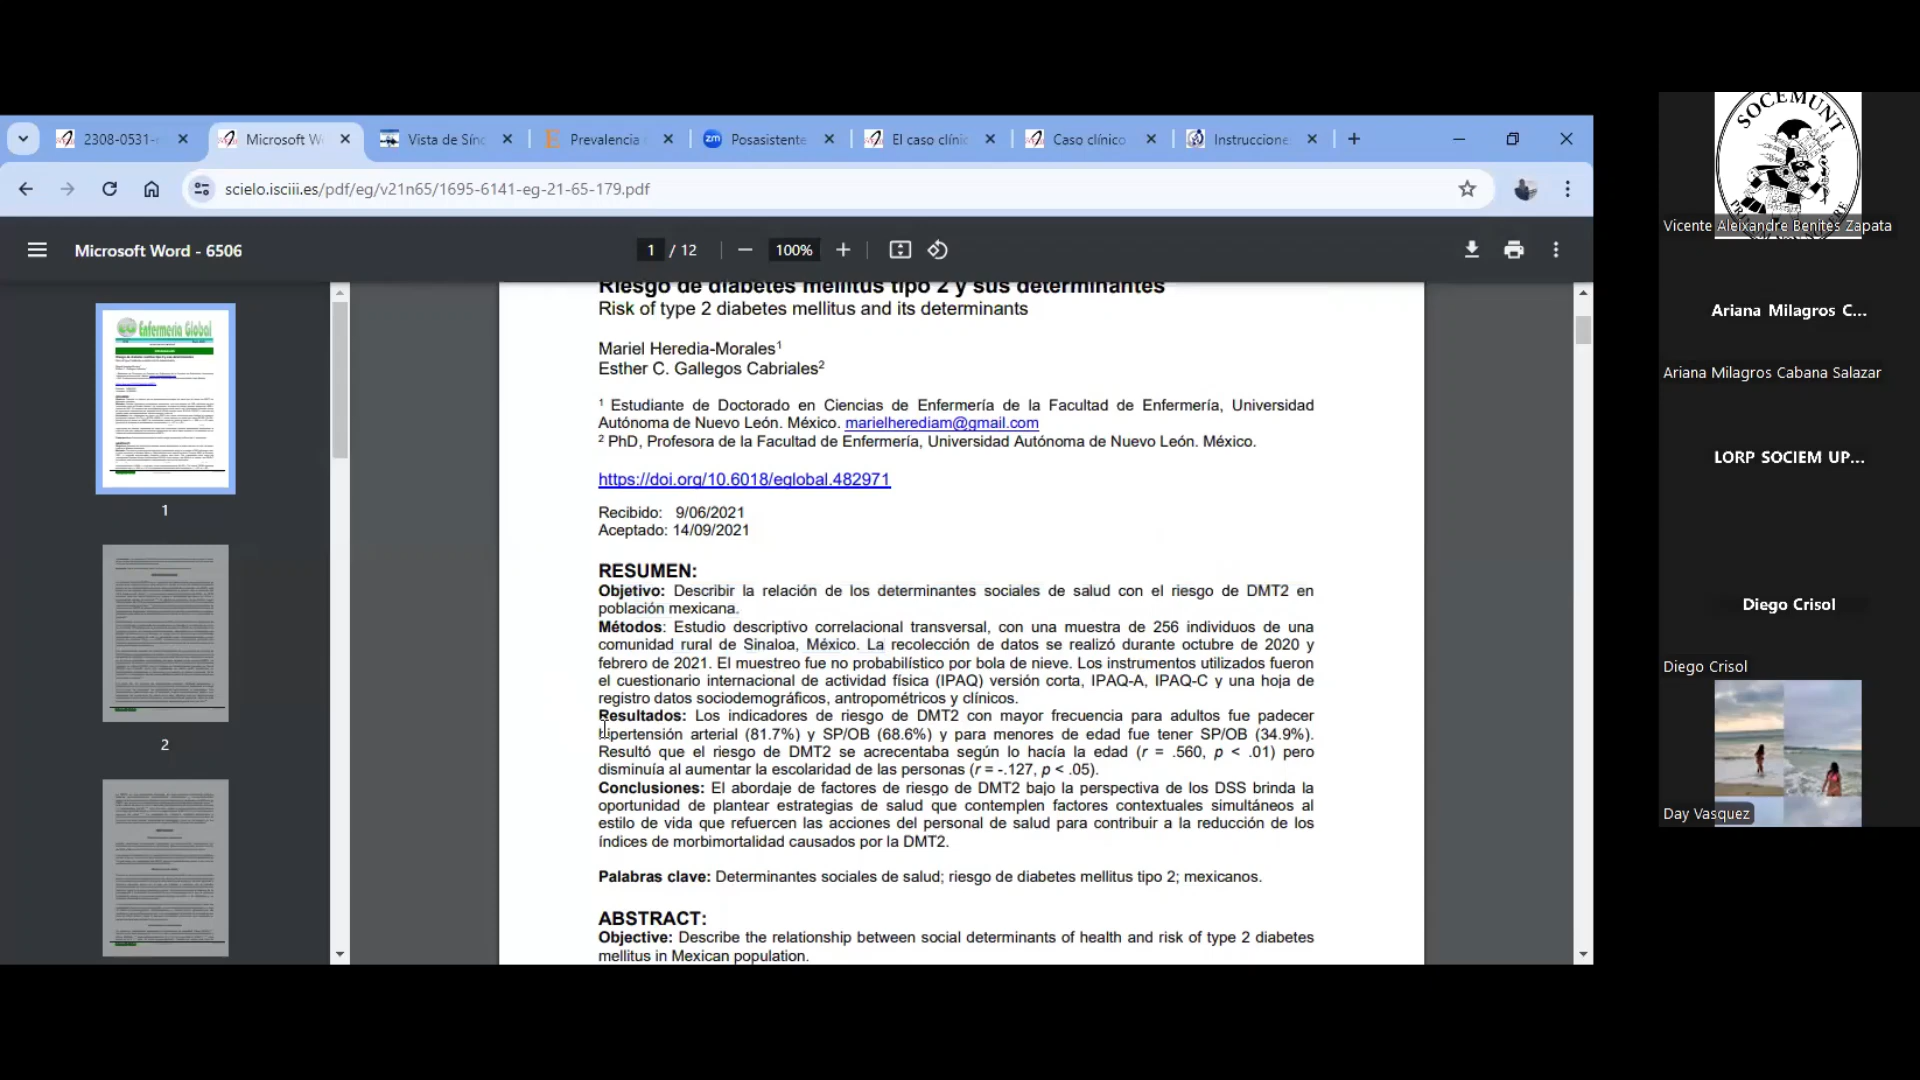 2308-0531-
Microsoft W
Vista de Sínc
Prevalencia
zm
Posasistente
El caso clínic
Caso clínico
Instruccione
scielo.isciii.es/pdf/eg/v21n65/1695-6141-eg-21-65-179.pdf
Microsoft Word - 6506
1 / 12
100%
Enfermería Global
1
2
Riesgo de diabetes mellitus tipo 2 y sus determinantes
Risk of type 2 diabetes mellitus and its determinants
Mariel Heredia-Morales1
Esther C. Gallegos Cabriales2
1 Estudiante de Doctorado en Ciencias de Enfermería de la Facultad de Enfermería, Universidad
Autónoma de Nuevo León. México. marielherediam@gmail.com
2 PhD, Profesora de la Facultad de Enfermería, Universidad Autónoma de Nuevo León. México.
https://doi.org/10.6018/eglobal.482971
Recibido: 9/06/2021
Aceptado: 14/09/2021
RESUMEN:
Objetivo: Describir la relación de los determinantes sociales de salud con el riesgo de DMT2 en
población mexicana.
Métodos: Estudio descriptivo correlacional transversal, con una muestra de 256 individuos de una
comunidad rural de Sinaloa, México. La recolección de datos se realizó durante octubre de 2020 y
febrero de 2021. El muestreo fue no probabilístico por bola de nieve. Los instrumentos utilizados fueron
el cuestionario internacional de actividad física (IPAQ) versión corta, IPAQ-A, IPAQ-C y una hoja de
registro datos sociodemográficos, antropométricos y clínicos.
Resultados: Los indicadores de riesgo de DMT2 con mayor frecuencia para adultos fue padecer
hipertensión arterial (81.7%) y SP/OB (68.6%) y para menores de edad fue tener SP/OB (34.9%).
Resultó que el riesgo de DMT2 se acrecentaba según lo hacía la edad (r = .560, p < .01) pero
disminuía al aumentar la escolaridad de las personas (r = -.127, p < .05).
Conclusiones: El abordaje de factores de riesgo de DMT2 bajo la perspectiva de los DSS brinda la
oportunidad de plantear estrategias de salud que contemplen factores contextuales simultáneos al
estilo de vida que refuercen las acciones del personal de salud para contribuir a la reducción de los
índices de morbimortalidad causados por la DMT2.
Palabras clave: Determinantes sociales de salud; riesgo de diabetes mellitus tipo 2; mexicanos.
ABSTRACT:
Objective: Describe the relationship between social determinants of health and risk of type 2 diabetes
mellitus in Mexican population.
SOCEMUNT
Vicente Aleixandre Benites Zapata
Ariana Milagros C...
Ariana Milagros Cabana Salazar
LORP SOCIEM UP...
Diego Crisol
Diego Crisol
Day Vasquez